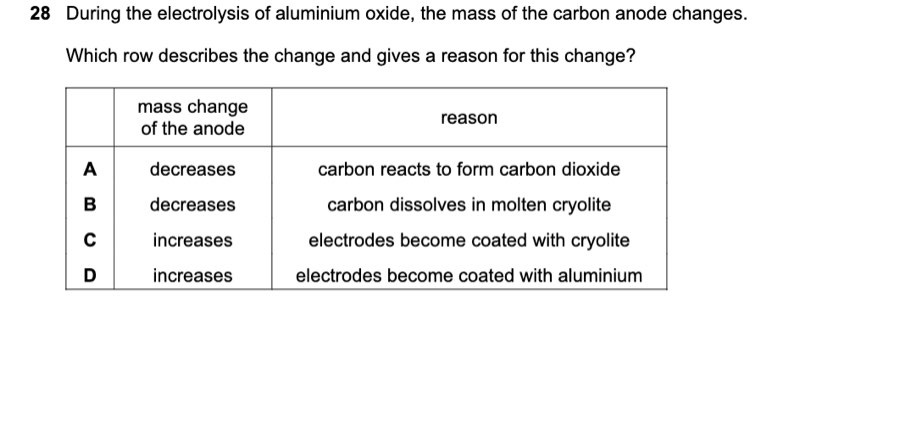 28 During the electrolysis of aluminium oxide, the mass of the carbon anode changes.
Which row describes the change and gives a reason for this change?
mass change
of the anode
reason
A decreases carbon reacts to form carbon dioxide
B decreases carbon dissolves in molten cryolite
C increases electrodes become coated with cryolite
D increases electrodes become coated with aluminium